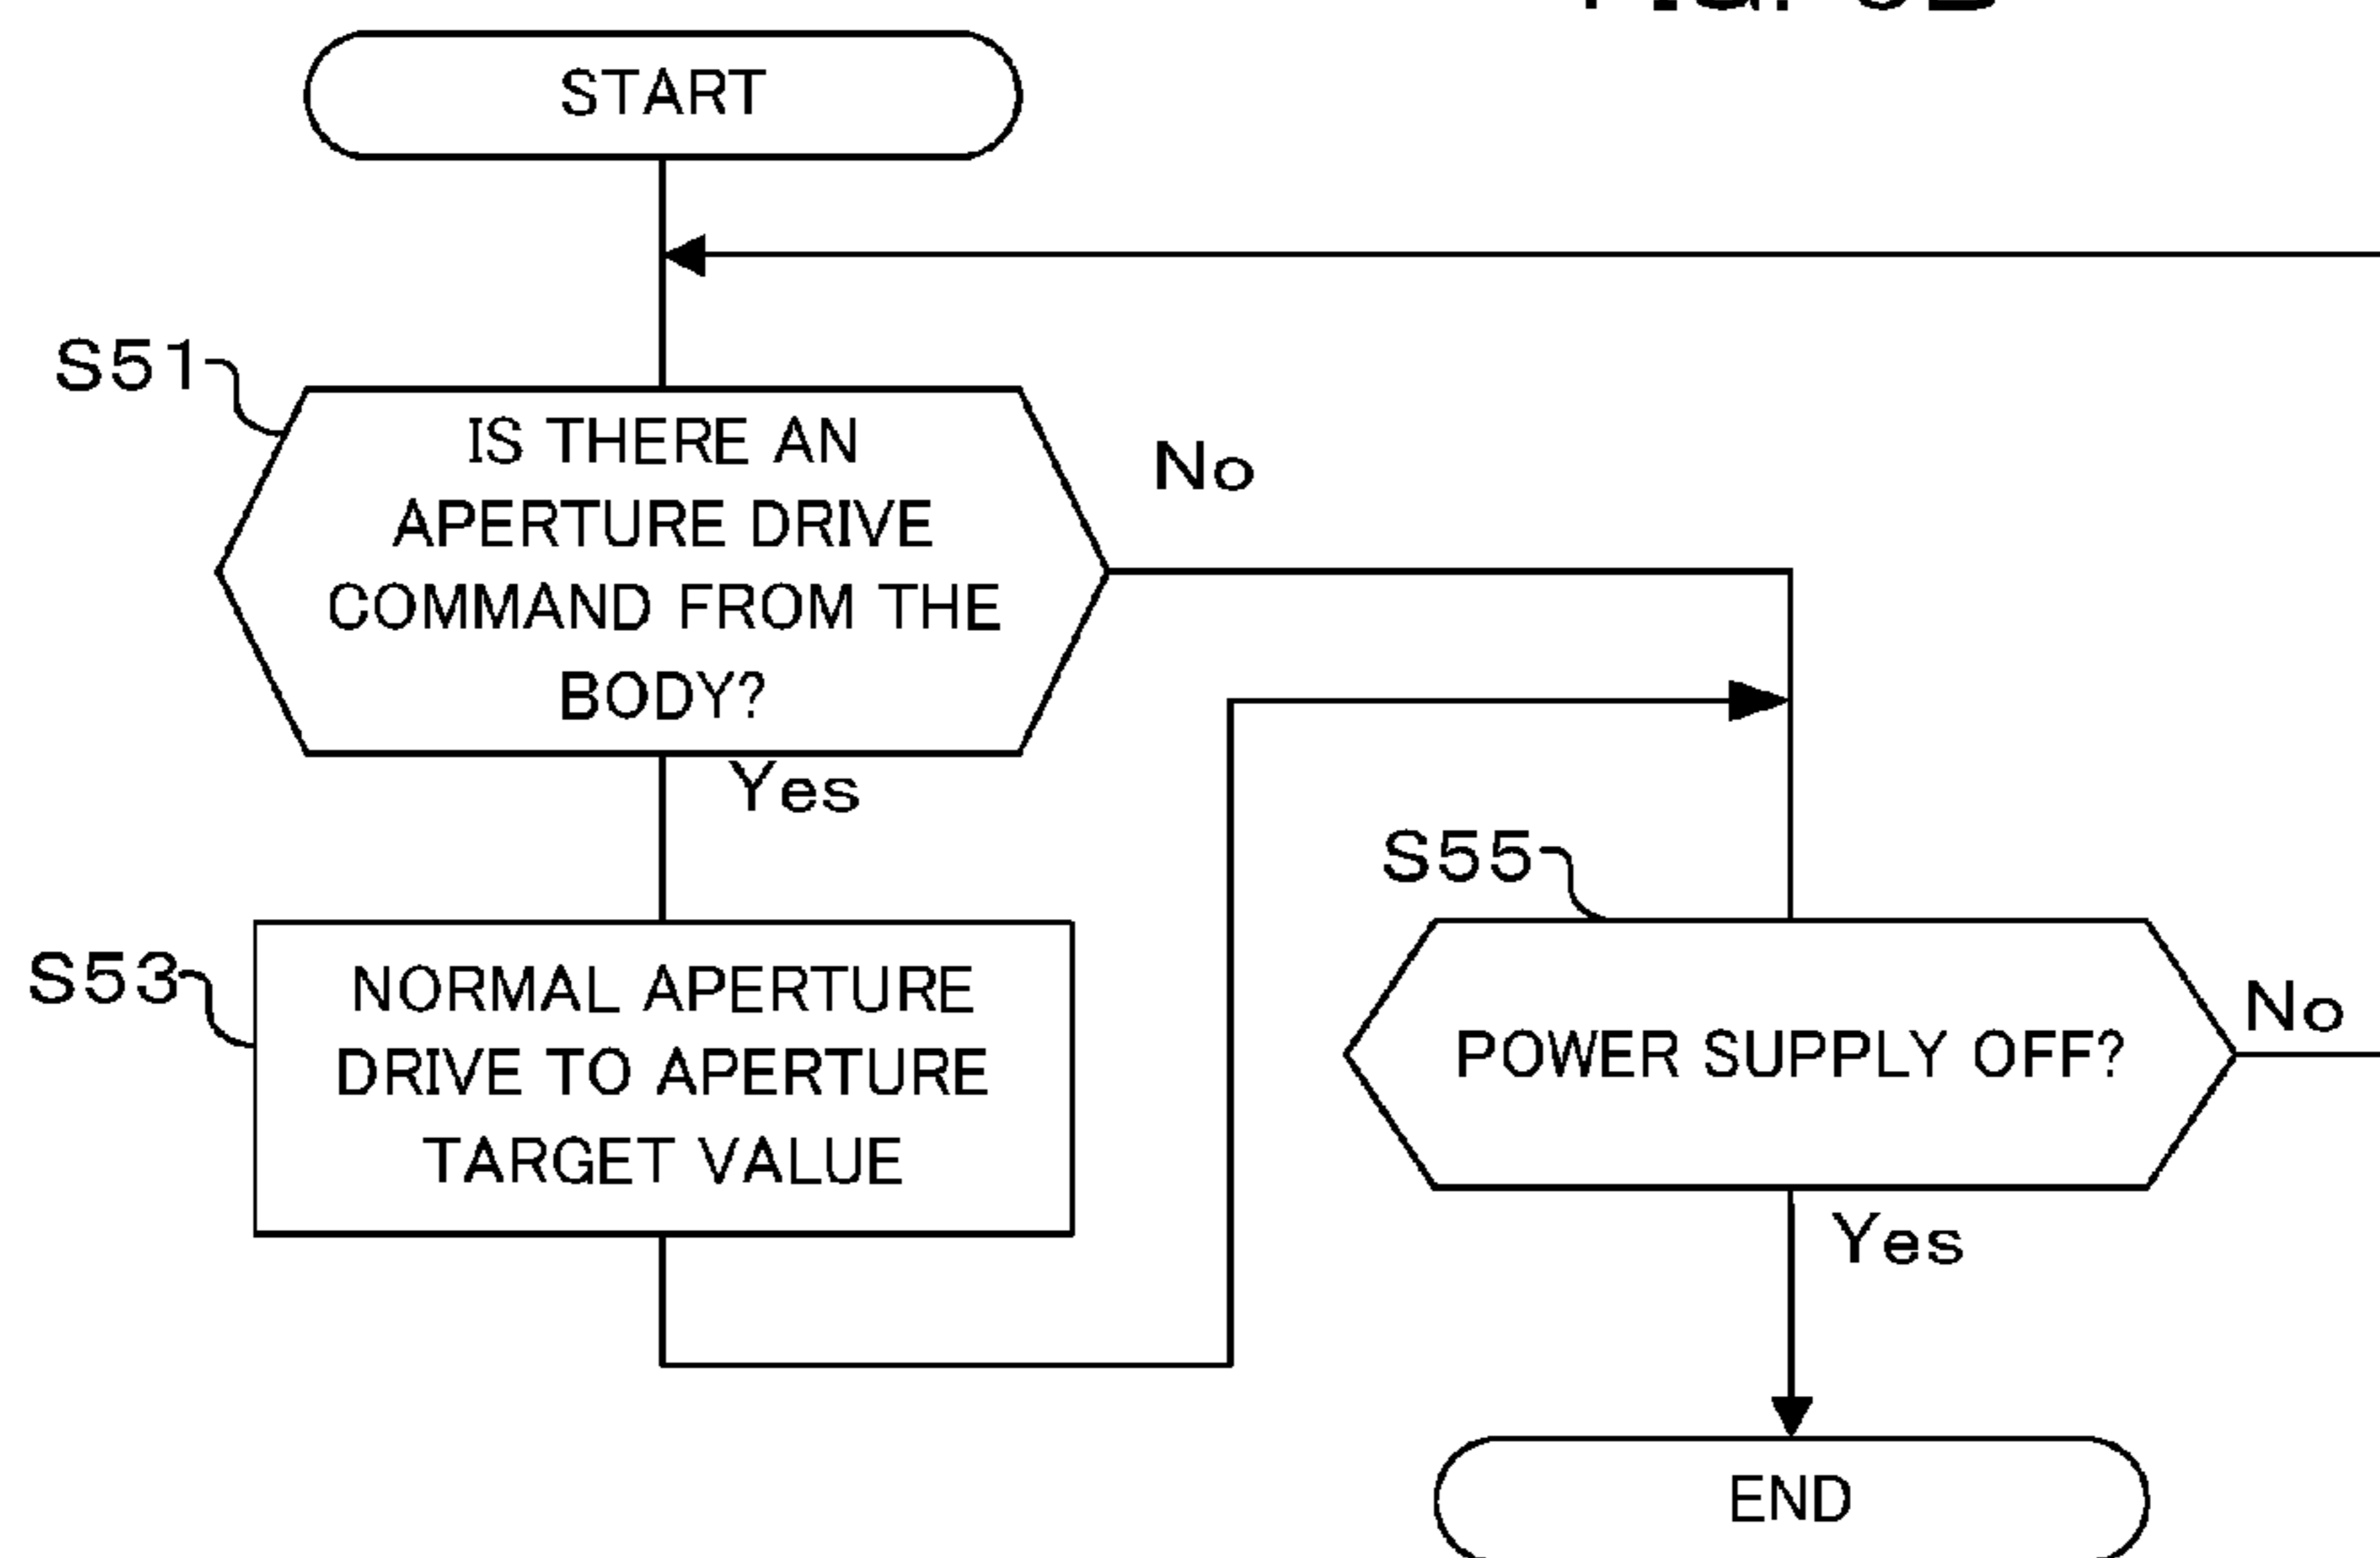 START
S51
IS THERE AN
APERTURE DRIVE
COMMAND FROM THE
BODY?
No
Yes
S53
NORMAL APERTURE
DRIVE TO APERTURE
TARGET VALUE
S55
POWER SUPPLY OFF?
No
Yes
END